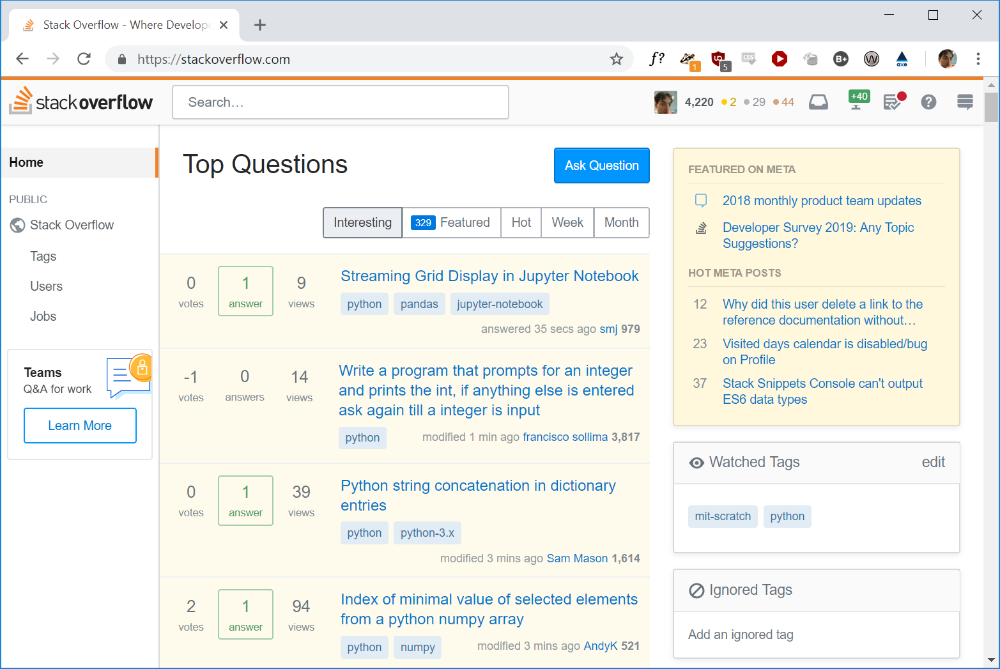 Stack Overflow - Where Develope
https://stackoverflow.com
f?
1
5
CSS
B+
W
axe
stackoverflow
Search…
4,220
2
29
44
+40
?
Home
PUBLIC
Stack Overflow
Tags
Users
Jobs
Teams
Q&A for work
Learn More
Top Questions
Ask Question
Interesting
329 Featured
Hot
Week
Month
0
votes
1
answer
9
views
Streaming Grid Display in Jupyter Notebook
python pandas jupyter-notebook
answered 35 secs ago smj 979
-1
votes
0
answers
14
views
Write a program that prompts for an integer
and prints the int, if anything else is entered
ask again till a integer is input
python
modified 1 min ago francisco sollima 3,817
0
votes
1
answer
39
views
Python string concatenation in dictionary
entries
python python-3.x
modified 3 mins ago Sam Mason 1,614
2
votes
1
answer
94
views
Index of minimal value of selected elements
from a python numpy array
python numpy
modified 3 mins ago AndyK 521
FEATURED ON META
2018 monthly product team updates
Developer Survey 2019: Any Topic
Suggestions?
HOT META POSTS
12 Why did this user delete a link to the
reference documentation without…
23 Visited days calendar is disabled/bug
on Profile
37 Stack Snippets Console can't output
ES6 data types
Watched Tags
edit
mit-scratch python
Ignored Tags
Add an ignored tag